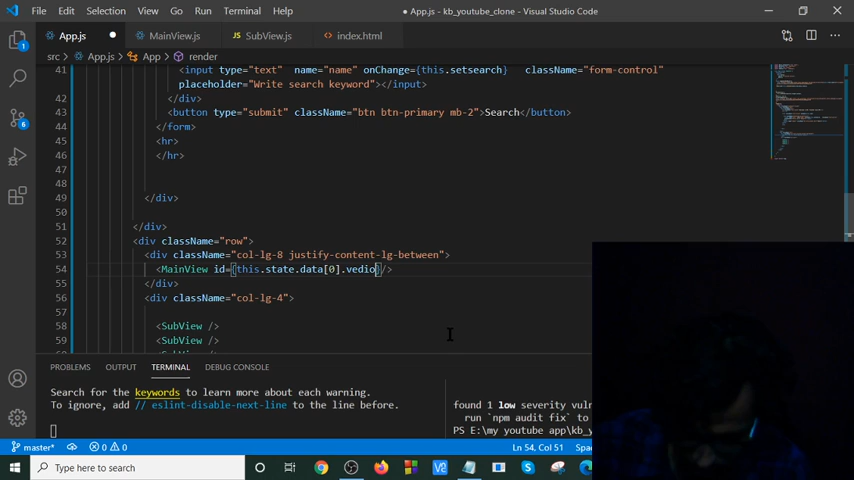 File Edit Selection View Go Run Terminal Help ● App.js - kb_youtube_clone - Visual Studio Code
App.js ● MainView.js SubView.js index.html
src > App.js > App > render
41 <input type="text" name="name" onChange={this.setsearch} className="form-control"
placeholder="Write search keyword"></input>
42 </div>
43 <button type="submit" className="btn btn-primary mb-2">Search</button>
44 </form>
45 <hr>
46 </hr>
47
48
49 </div>
50
51 </div>
52 <div className="row">
53 <div className="col-lg-8 justify-content-lg-between">
54 <MainView id={this.state.data[0].vedio}/>
55 </div>
56 <div className="col-lg-4">
57
58 <SubView />
59 <SubView />
PROBLEMS OUTPUT TERMINAL DEBUG CONSOLE
Search for the keywords to learn more about each warning.
To ignore, add // eslint-disable-next-line to the line before.
found 1 low severity vuln
run `npm audit fix` to
PS E:\my youtube app\kb_y
master* 0 0 Ln 54, Col 51 Spac
Type here to search